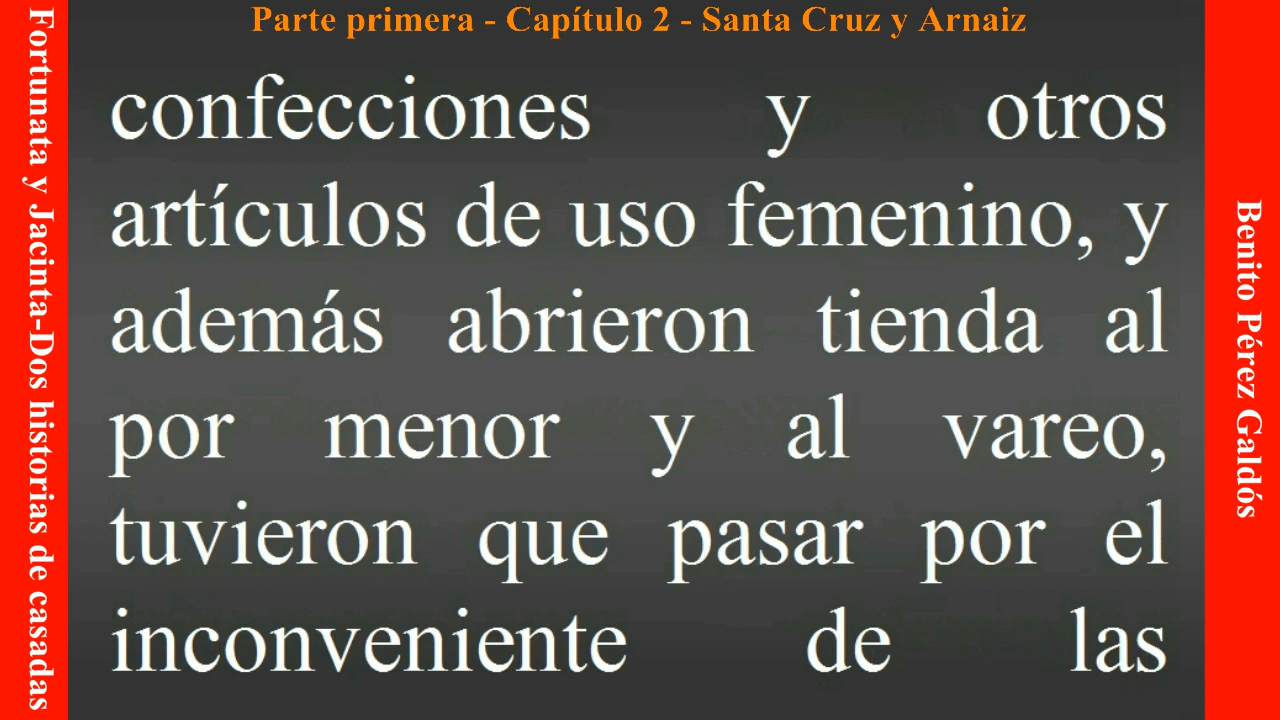 Parte primera - Capítulo 2 - Santa Cruz y Arnaiz
Fortunata y Jacinta-Dos historias de casadas
confecciones y otros
artículos de uso femenino, y
además abrieron tienda al
por menor y al vareo,
tuvieron que pasar por el
inconveniente de las
Benito Pérez Galdós